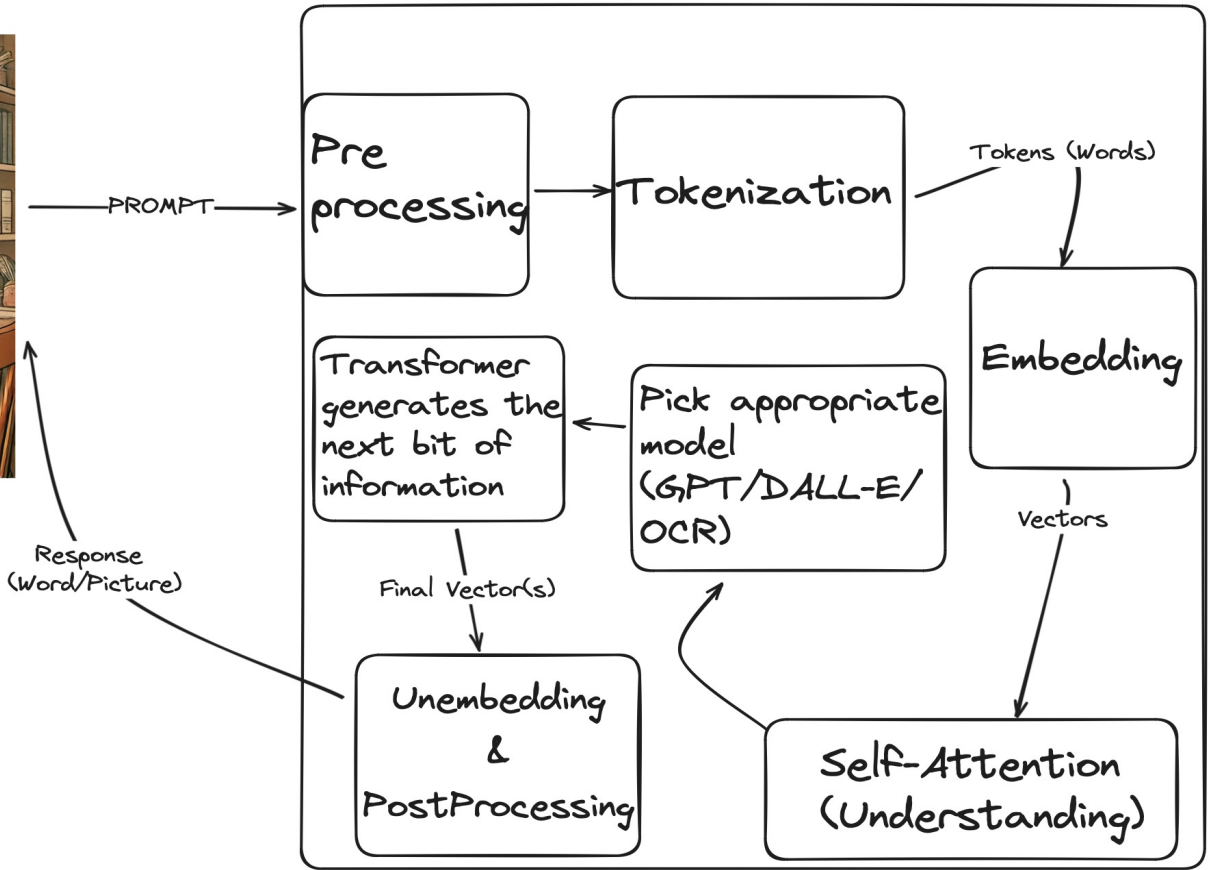 PROMPT
Pre
processing
Tokenization
Tokens (Words)
Embedding
Vectors
Self-Attention
(Understanding)
Pick appropriate
model
(GPT/DALL-E/
OCR)
Transformer
generates the
next bit of
information
Final Vector(s)
Unembedding
&
PostProcessing
Response
(Word/Picture)